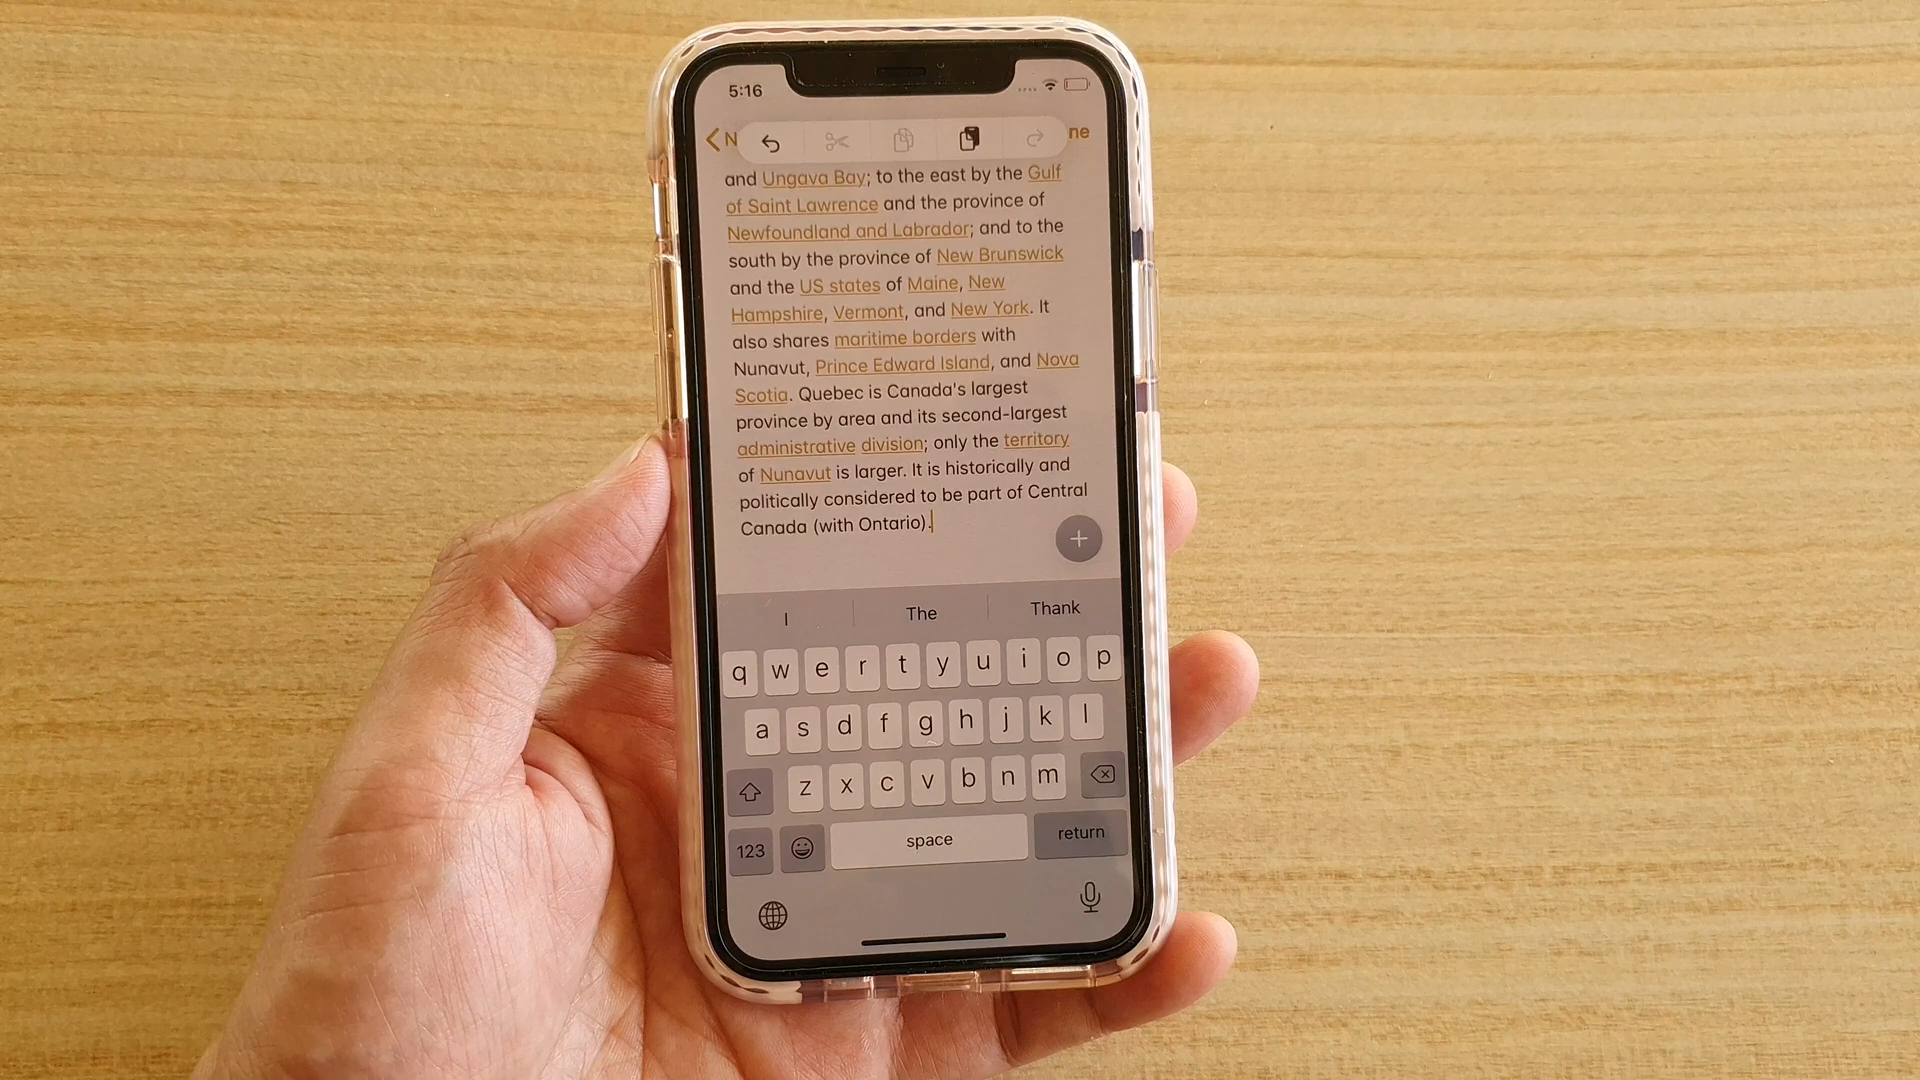 5:16
N
ne
and Ungava Bay; to the east by the Gulf
of Saint Lawrence and the province of
Newfoundland and Labrador; and to the
south by the province of New Brunswick
and the US states of Maine, New
Hampshire, Vermont, and New York. It
also shares maritime borders with
Nunavut, Prince Edward Island, and Nova
Scotia. Quebec is Canada's largest
province by area and its second-largest
administrative division; only the territory
of Nunavut is larger. It is historically and
politically considered to be part of Central
Canada (with Ontario).
I The Thank
q w e r t y u i o p
a s d f g h j k l
z x c v b n m
123 space return